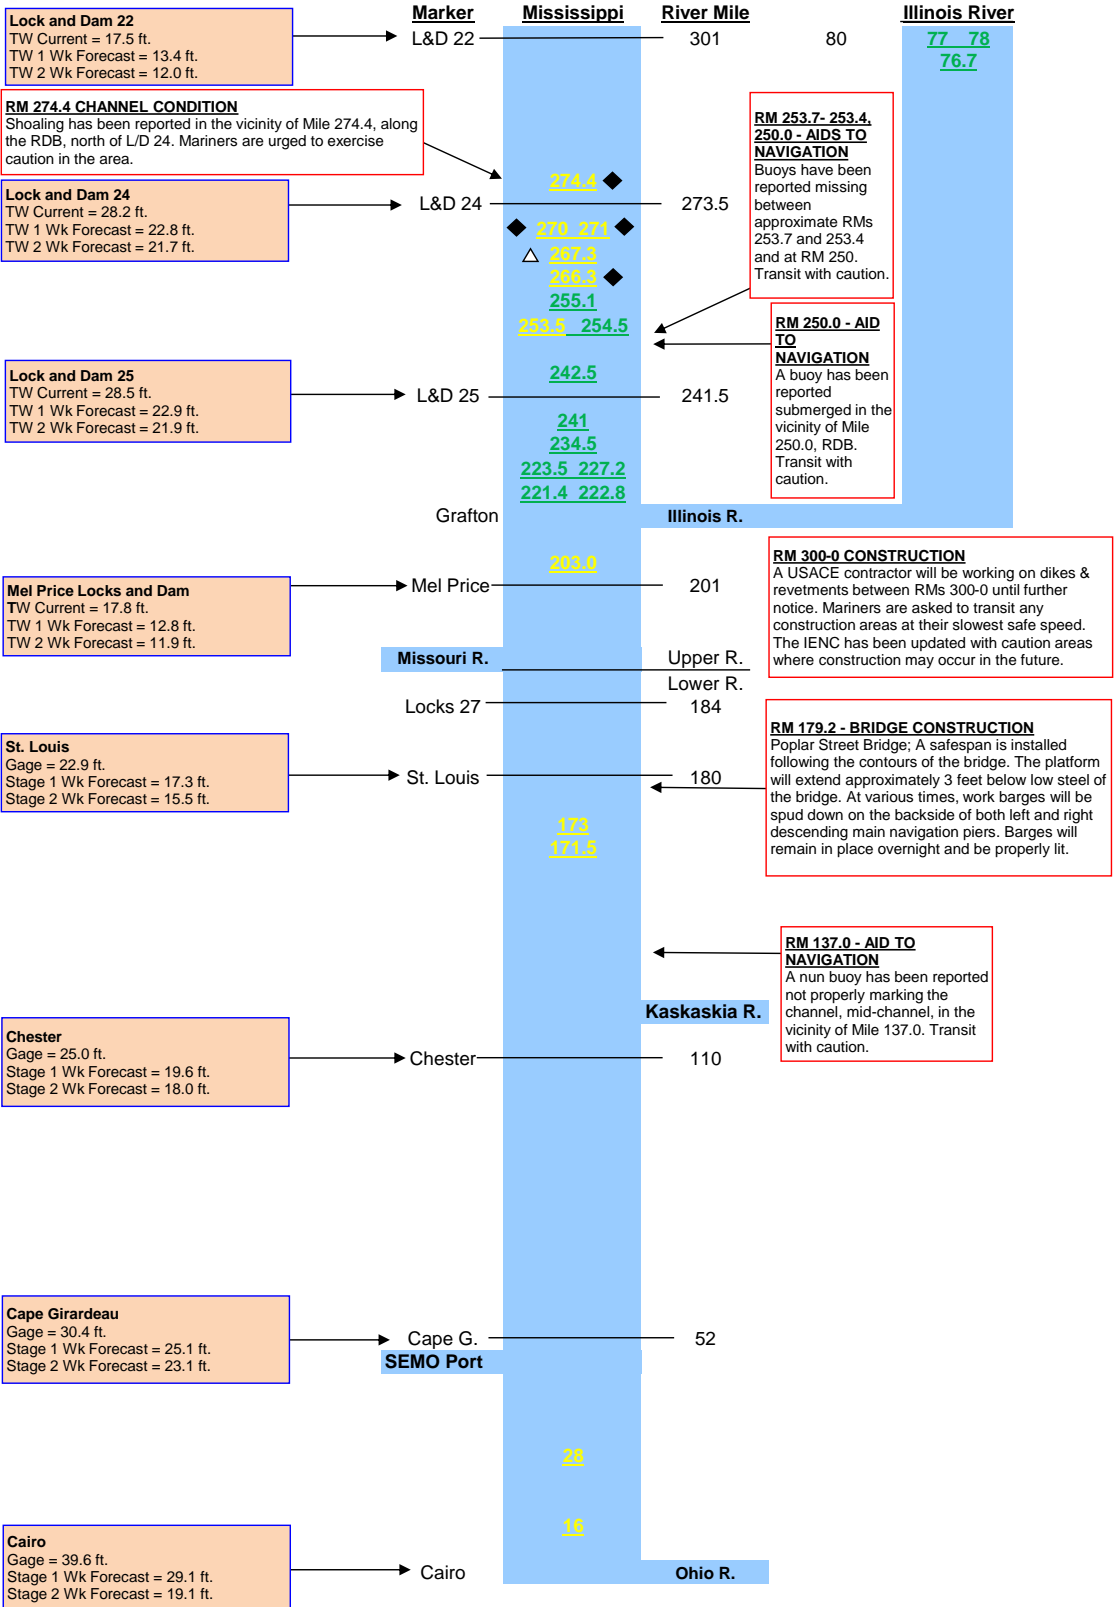 Marker Mississippi River Mile Illinois River
Lock and Dam 22
TW Current = 17.5 ft.
TW 1 Wk Forecast = 13.4 ft.
TW 2 Wk Forecast = 12.0 ft.
L&D 22 301 80 77 78
76.7
RM 274.4 CHANNEL CONDITION
Shoaling has been reported in the vicinity of Mile 274.4, along
the RDB, north of L/D 24. Mariners are urged to exercise
caution in the area.
RM 253.7- 253.4,
250.0 - AIDS TO
NAVIGATION
Buoys have been
reported missing
between
approximate RMs
253.7 and 253.4
and at RM 250.
Transit with caution.
274.4
Lock and Dam 24
TW Current = 28.2 ft.
TW 1 Wk Forecast = 22.8 ft.
TW 2 Wk Forecast = 21.7 ft.
L&D 24 273.5
270 271
267.3
266.3
255.1
253.5 254.5
RM 250.0 - AID
TO
NAVIGATION
A buoy has been
reported
submerged in the
vicinity of Mile
250.0, RDB.
Transit with
caution.
242.5
Lock and Dam 25
TW Current = 28.5 ft.
TW 1 Wk Forecast = 22.9 ft.
TW 2 Wk Forecast = 21.9 ft.
L&D 25 241.5
241
234.5
223.5 227.2
221.4 222.8
Grafton Illinois R.
203.0
RM 300-0 CONSTRUCTION
A USACE contractor will be working on dikes &
revetments between RMs 300-0 until further
notice. Mariners are asked to transit any
construction areas at their slowest safe speed.
The IENC has been updated with caution areas
where construction may occur in the future.
Mel Price Locks and Dam
TW Current = 17.8 ft.
TW 1 Wk Forecast = 12.8 ft.
TW 2 Wk Forecast = 11.9 ft.
Mel Price 201
Missouri R. Upper R.
Lower R.
Locks 27 184
RM 179.2 - BRIDGE CONSTRUCTION
Poplar Street Bridge; A safespan is installed
following the contours of the bridge. The platform
will extend approximately 3 feet below low steel of
the bridge. At various times, work barges will be
spud down on the backside of both left and right
descending main navigation piers. Barges will
remain in place overnight and be properly lit.
St. Louis
Gage = 22.9 ft.
Stage 1 Wk Forecast = 17.3 ft.
Stage 2 Wk Forecast = 15.5 ft.
St. Louis 180
173
171.5
RM 137.0 - AID TO
NAVIGATION
A nun buoy has been reported
not properly marking the
channel, mid-channel, in the
vicinity of Mile 137.0. Transit
with caution.
Kaskaskia R.
Chester
Gage = 25.0 ft.
Stage 1 Wk Forecast = 19.6 ft.
Stage 2 Wk Forecast = 18.0 ft.
Chester 110
Cape Girardeau
Gage = 30.4 ft.
Stage 1 Wk Forecast = 25.1 ft.
Stage 2 Wk Forecast = 23.1 ft.
Cape G. 52
SEMO Port
28
16
Cairo
Gage = 39.6 ft.
Stage 1 Wk Forecast = 29.1 ft.
Stage 2 Wk Forecast = 19.1 ft.
Cairo Ohio R.